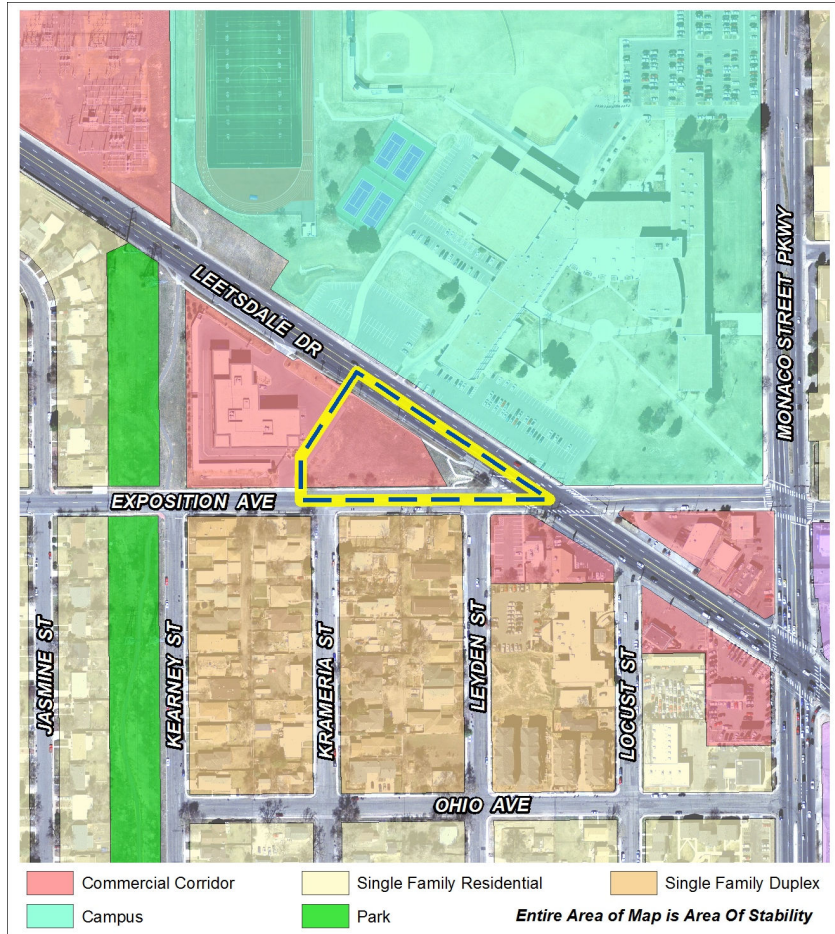 LEETSDALE DR
MONACO STREET PKWY
EXPOSITION AVE
JASMINE ST
KEARNEY ST
KRAMERIA ST
LEYDEN ST
LOCUST ST
OHIO AVE
Commercial Corridor
Single Family Residential
Single Family Duplex
Campus
Park
Entire Area of Map is Area Of Stability